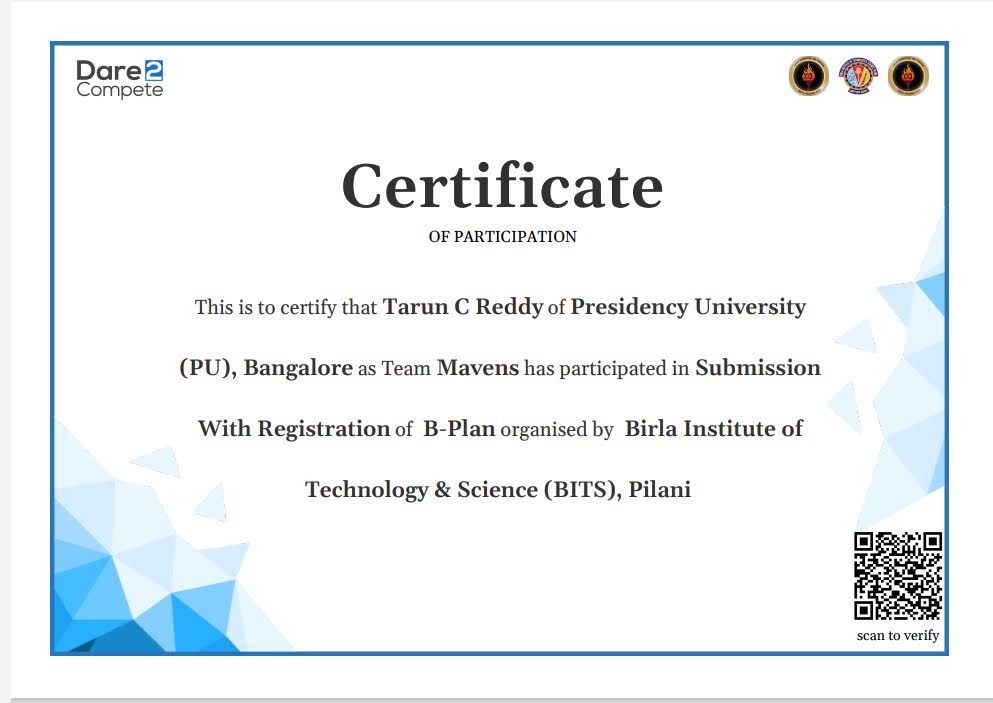 Dare2
Compete
Certificate
OF PARTICIPATION
This is to certify that Tarun C Reddy of Presidency University
(PU), Bangalore as Team Mavens has participated in Submission
With Registration of B-Plan organised by Birla Institute of
Technology & Science (BITS), Pilani
scan to verify